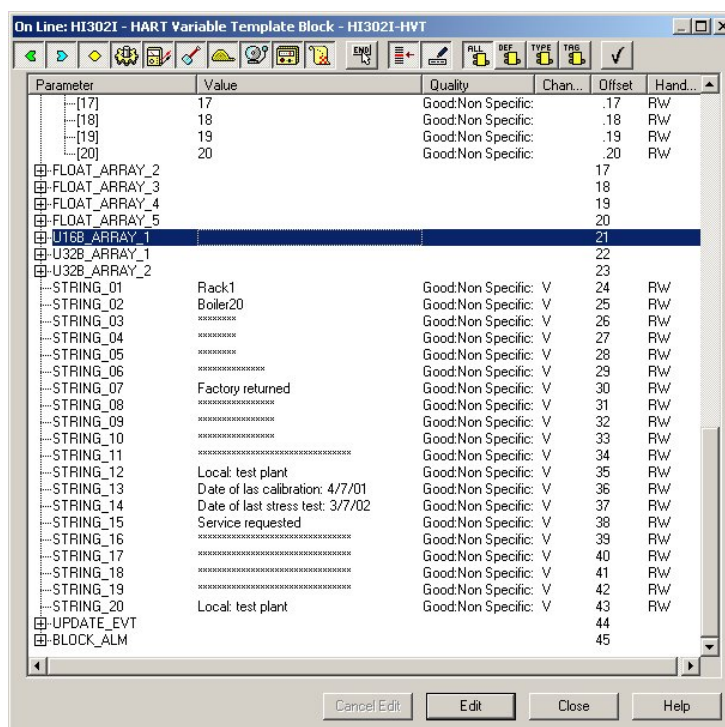 On Line: HI302I - HART Variable Template Block - HI302I-HVT
END ALL DEF TYPE TAG
Parameter Value Quality Chan... Offset Hand...
[17] 17 Good:Non Specific: .17 RW
[18] 18 Good:Non Specific: .18 RW
[19] 19 Good:Non Specific: .19 RW
[20] 20 Good:Non Specific: .20 RW
FLOAT_ARRAY_2 17
FLOAT_ARRAY_3 18
FLOAT_ARRAY_4 19
FLOAT_ARRAY_5 20
U16B_ARRAY_1 21
U32B_ARRAY_1 22
U32B_ARRAY_2 23
STRING_01 Rack1 Good:Non Specific: V 24 RW
STRING_02 Boiler20 Good:Non Specific: V 25 RW
STRING_03 ******** Good:Non Specific: V 26 RW
STRING_04 ******** Good:Non Specific: V 27 RW
STRING_05 ******** Good:Non Specific: V 28 RW
STRING_06 ************** Good:Non Specific: V 29 RW
STRING_07 Factory returned Good:Non Specific: V 30 RW
STRING_08 **************** Good:Non Specific: V 31 RW
STRING_09 **************** Good:Non Specific: V 32 RW
STRING_10 **************** Good:Non Specific: V 33 RW
STRING_11 ******************************** Good:Non Specific: V 34 RW
STRING_12 Local: test plant Good:Non Specific: V 35 RW
STRING_13 Date of las calibration: 4/7/01 Good:Non Specific: V 36 RW
STRING_14 Date of last stress test: 3/7/02 Good:Non Specific: V 37 RW
STRING_15 Service requested Good:Non Specific: V 38 RW
STRING_16 ******************************** Good:Non Specific: V 39 RW
STRING_17 ******************************** Good:Non Specific: V 40 RW
STRING_18 ******************************** Good:Non Specific: V 41 RW
STRING_19 ******************************** Good:Non Specific: V 42 RW
STRING_20 Local: test plant Good:Non Specific: V 43 RW
UPDATE_EVT 44
BLOCK_ALM 45
Cancel Edit Edit Close Help